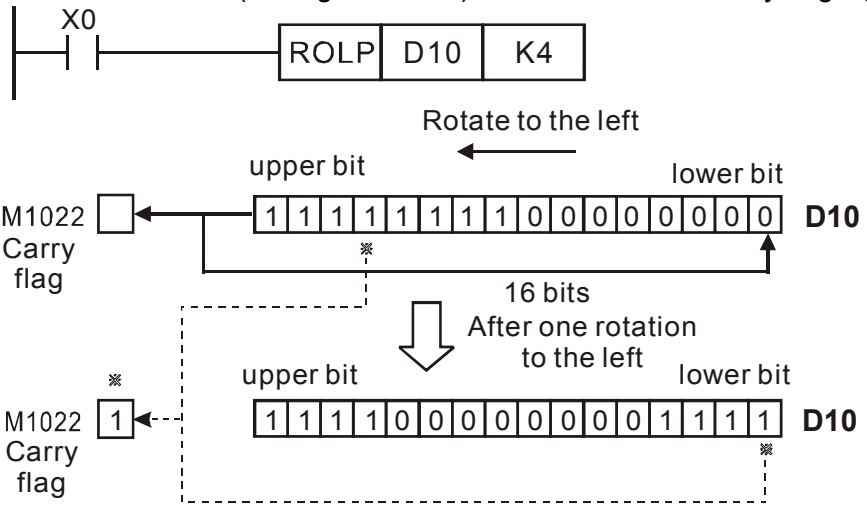 X0
ROLP D10 K4
Rotate to the left
upper bit lower bit
M1022 1 1 1 1 1 1 1 1 0 0 0 0 0 0 0 0 D10
Carry
flag
※
16 bits
After one rotation
to the left
※ upper bit lower bit
M1022 1 1 1 1 1 0 0 0 0 0 0 0 0 1 1 1 1 D10
Carry
flag
※